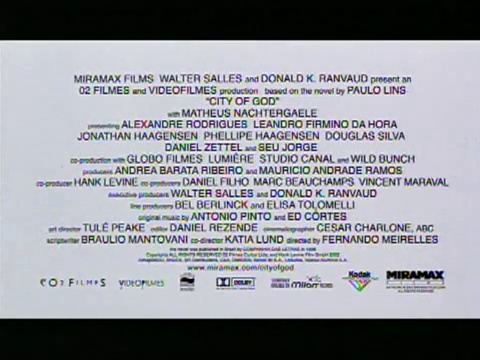 MIRAMAX FILMS WALTER SALLES and DONALD K. RANVAUD present an
02 FILMES and VIDEOFILMES production based on the novel by PAULO LINS
"CITY OF GOD"
with MATHEUS NACHTERGAELE
presenting ALEXANDRE RODRIGUES LEANDRO FIRMINO DA HORA
JONATHAN HAAGENSEN PHELLIPE HAAGENSEN DOUGLAS SILVA
DANIEL ZETTEL and SEU JORGE
co-production with GLOBO FILMES LUMIÈRE STUDIO CANAL and WILD BUNCH
producers ANDREA BARATA RIBEIRO and MAURICIO ANDRADE RAMOS
co-producer HANK LEVINE co-producers DANIEL FILHO MARC BEAUCHAMPS VINCENT MARAVAL
executive producers WALTER SALLES and DONALD K. RANVAUD
line producers BEL BERLINCK and ELISA TOLOMELLI
original music by ANTONIO PINTO and ED CÔRTES
art director TULÉ PEAKE editor DANIEL REZENDE cinematographer CESAR CHARLONE, ABC
scriptwriter BRAULIO MANTOVANI co-director KATIA LUND directed by FERNANDO MEIRELLES
www.miramax.com/cityofgod
O2 FILMES VIDEOFILMES DOLBY Kodak MIRAMAX